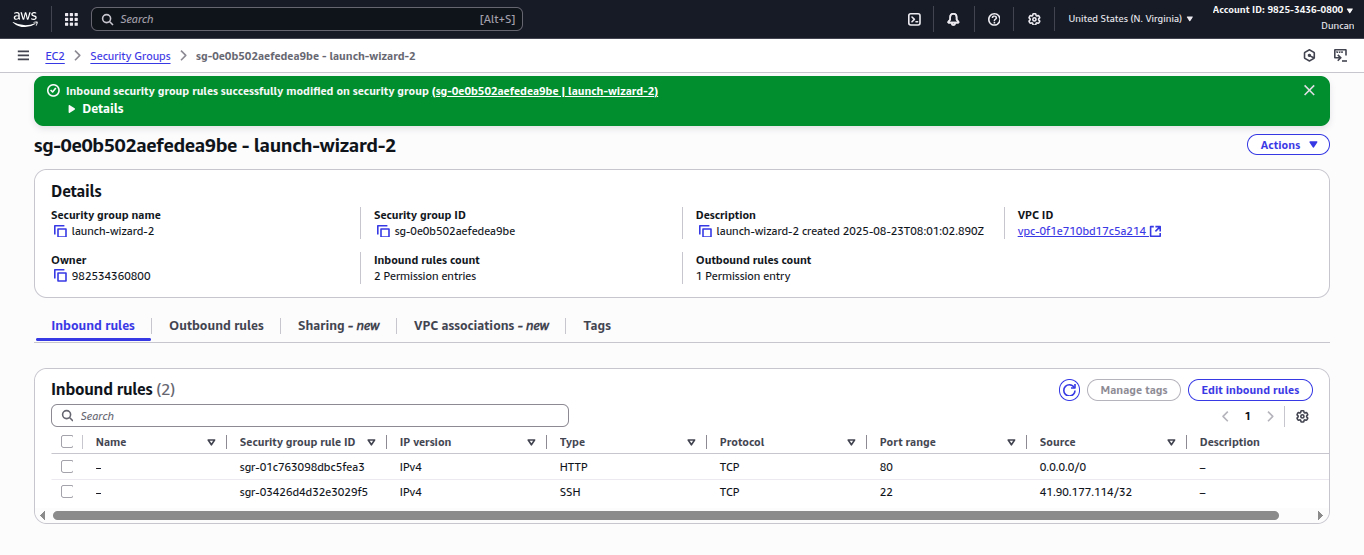 aws Search [Alt+S] United States (N. Virginia) Account ID: 9825-3436-0800
Duncan
EC2 Security Groups sg-0e0b502aefedea9be - launch-wizard-2
Inbound security group rules successfully modified on security group (sg-0e0b502aefedea9be | launch-wizard-2)
Details
sg-0e0b502aefedea9be - launch-wizard-2 Actions
Details
Security group name Security group ID Description VPC ID
launch-wizard-2 sg-0e0b502aefedea9be launch-wizard-2 created 2025-08-23T08:01:02.890Z vpc-0f1e710bd17c5a214
Owner Inbound rules count Outbound rules count
982534360800 2 Permission entries 1 Permission entry
Inbound rules Outbound rules Sharing - new VPC associations - new Tags
Inbound rules (2) Manage tags Edit inbound rules
Search 1
Name Security group rule ID IP version Type Protocol Port range Source Description
– sgr-01c763098dbc5fea3 IPv4 HTTP TCP 80 0.0.0.0/0 –
– sgr-03426d4d32e3029f5 IPv4 SSH TCP 22 41.90.177.114/32 –